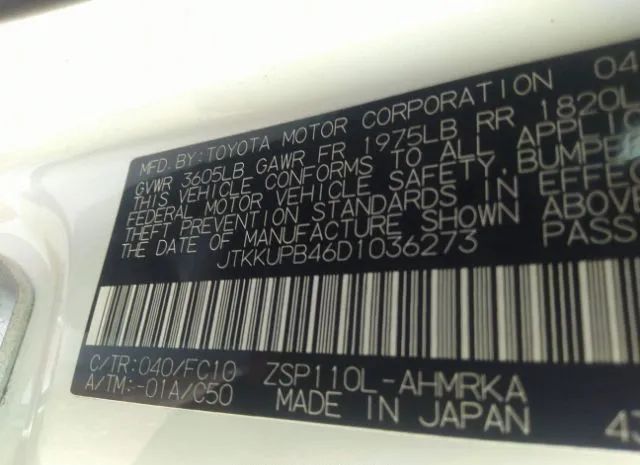 MFD. BY: TOYOTA MOTOR CORPORATION 04
GVWR 3605LB GAWR FR 1975LB RR 1820L
THIS VEHICLE CONFORMS TO ALL APPLIC
FEDERAL MOTOR VEHICLE SAFETY, BUMPE
THEFT PREVENTION STANDARDS IN EFFEC
THE DATE OF MANUFACTURE SHOWN ABOV
JTKKUPB46D1036273 PASS
C/TR:040/FC10 ZSP110L-AHMRKA
A/TM:-01A/C50 MADE IN JAPAN 43